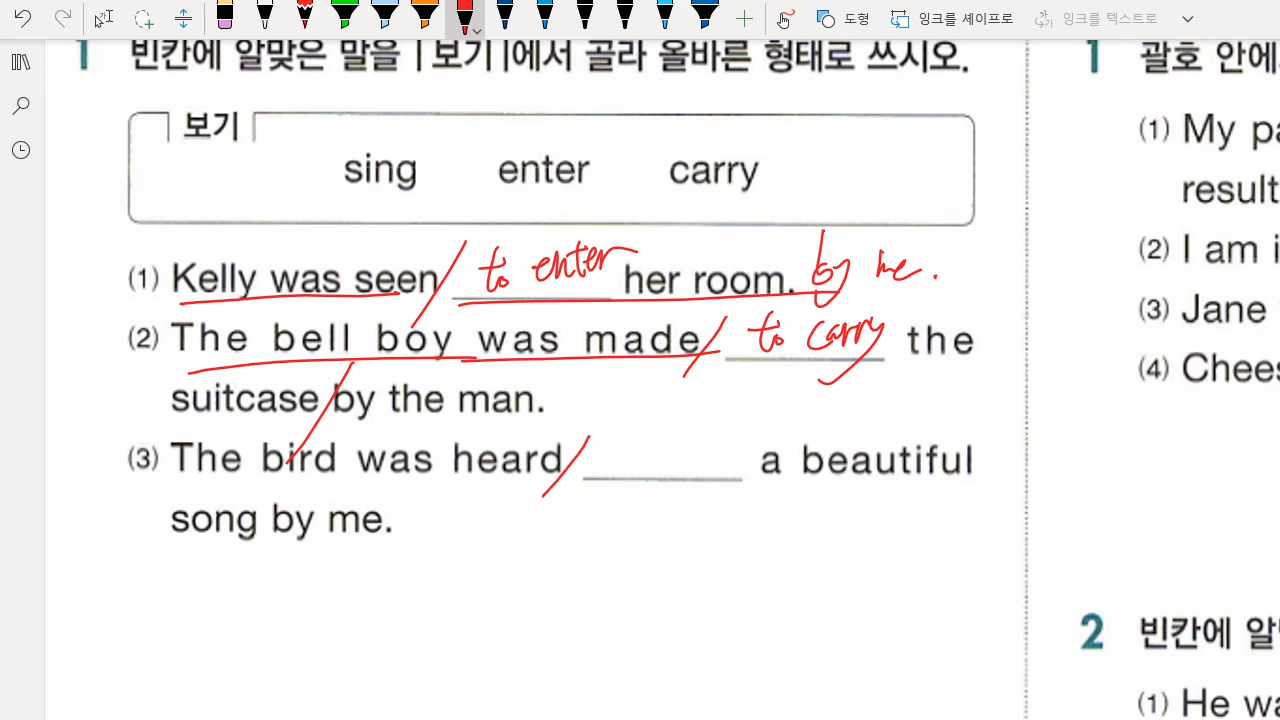 도형 잉크를 셰이프로 잉크를 텍스트로
1 빈칸에 알맞은 말을 |보기|에서 골라 올바른 형태로 쓰시오.
보기
sing enter carry
(1) Kelly was seen to enter her room. by me.
(2) The bell boy was made to carry the
suitcase by the man.
(3) The bird was heard ________ a beautiful
song by me.
1 괄호 안에
(1) My pa
result
(2) I am i
(3) Jane
(4) Chees
2 빈칸에 알
(1) He wa